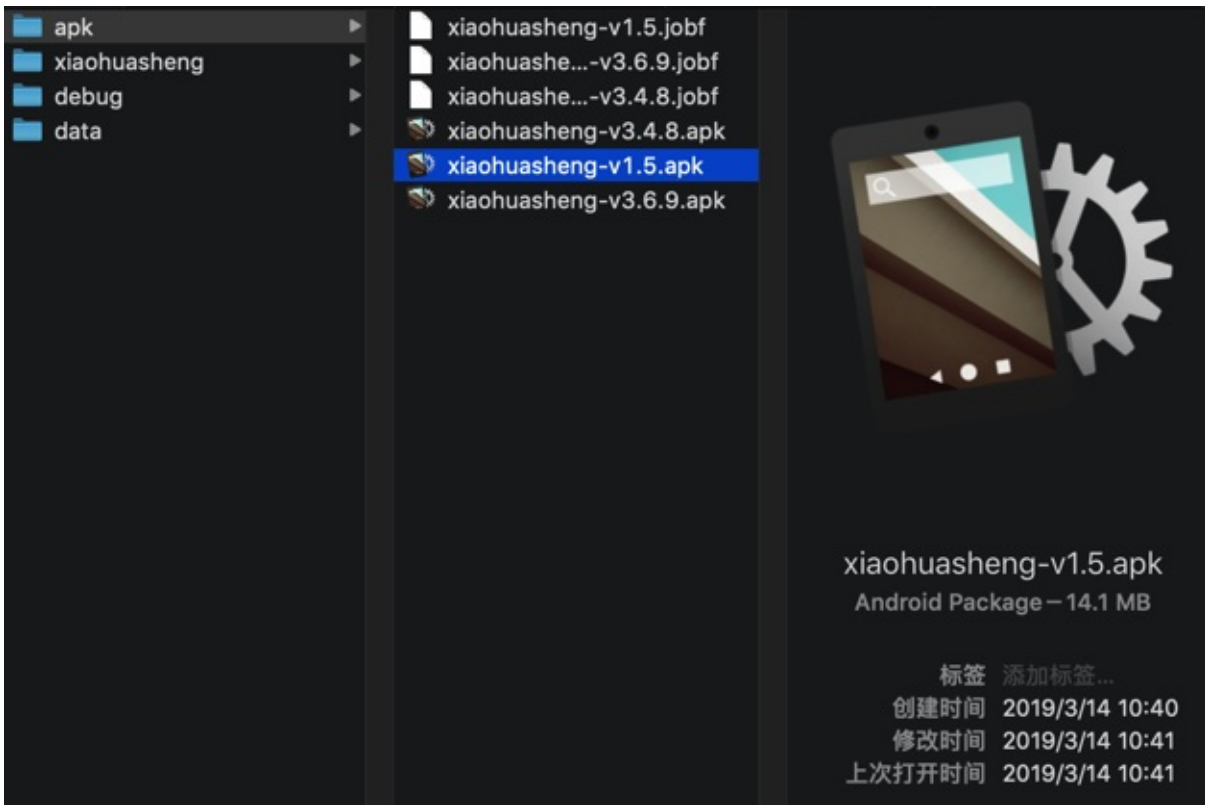 apk
xiaohuasheng
debug
data
xiaohuasheng-v1.5.jobf
xiaohuashe...-v3.6.9.jobf
xiaohuashe...-v3.4.8.jobf
xiaohuasheng-v3.4.8.apk
xiaohuasheng-v1.5.apk
xiaohuasheng-v3.6.9.apk
xiaohuasheng-v1.5.apk
Android Package – 14.1 MB
标签 添加标签...
创建时间 2019/3/14 10:40
修改时间 2019/3/14 10:41
上次打开时间 2019/3/14 10:41